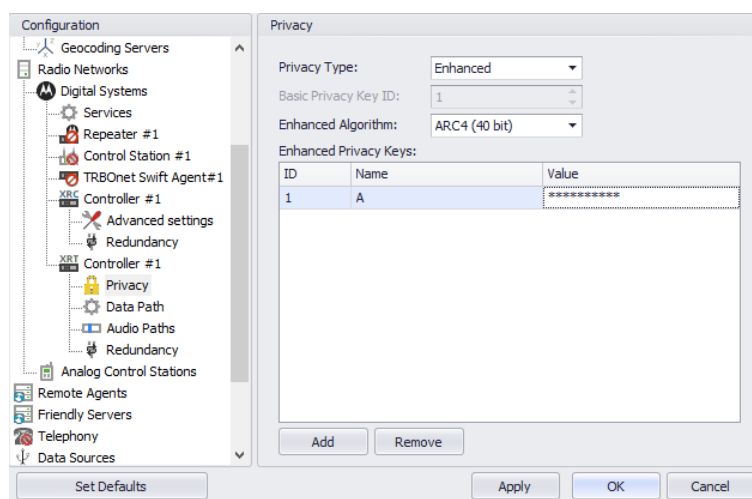 Configuration
Geocoding Servers
Radio Networks
Digital Systems
Services
Repeater #1
Control Station #1
TRBOnet Swift Agent#1
XRC Controller #1
Advanced settings
Redundancy
XRT Controller #1
Privacy
Data Path
Audio Paths
Redundancy
Analog Control Stations
Remote Agents
Friendly Servers
Telephony
Data Sources
Set Defaults
Privacy
Privacy Type: Enhanced
Basic Privacy Key ID: 1
Enhanced Algorithm: ARC4 (40 bit)
Enhanced Privacy Keys:
ID Name Value
1 A **********
Add Remove
Apply OK Cancel